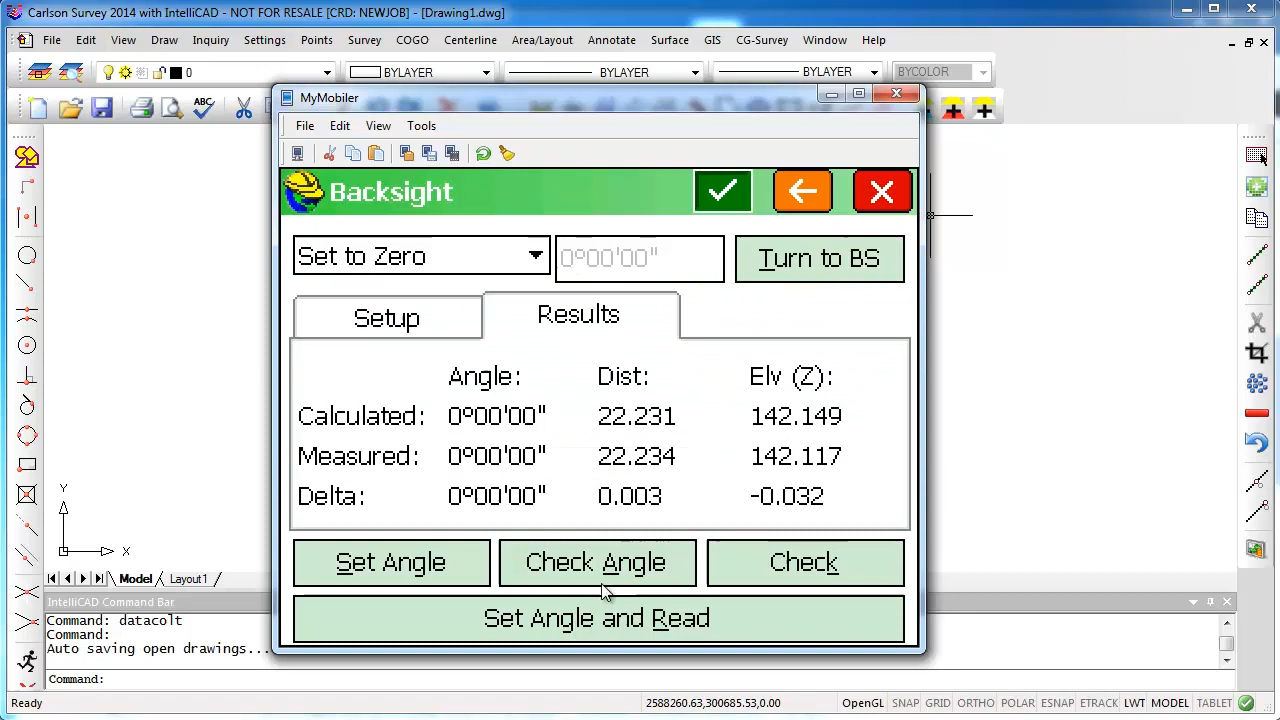 Carlson Survey 2014 with IntelliCAD - NOT FOR RESALE [CRD: NEWJOB] - [Drawing1.dwg]
File Edit View Draw Inquiry Settings Points Survey COGO Centerline Area/Layout Annotate Surface GIS CG-Survey Window Help
0 BYLAYER BYLAYER BYLAYER BYCOLOR
ABC
MyMobiler
File Edit View Tools
Backsight
Set to Zero 0°00'00" Turn to BS
Setup Results
Angle: Dist: Elv (Z):
Calculated: 0°00'00" 22.231 142.149
Measured: 0°00'00" 22.234 142.117
Delta: 0°00'00" 0.003 -0.032
Set Angle Check Angle Check
Set Angle and Read
Y
X
Model Layout1
IntelliCAD Command Bar
Command: datacolt
Command:
Auto saving open drawings...
Command:
Ready 2588260.63,300685.53,0.00 OpenGL SNAP GRID ORTHO POLAR ESNAP ETRACK LWT MODEL TABLET